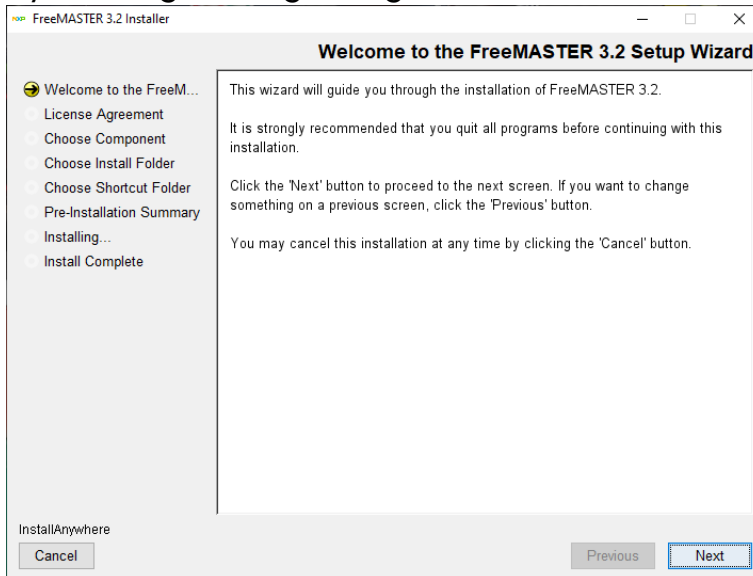 FreeMASTER 3.2 Installer
Welcome to the FreeMASTER 3.2 Setup Wizard
Welcome to the FreeM...
License Agreement
Choose Component
Choose Install Folder
Choose Shortcut Folder
Pre-Installation Summary
Installing...
Install Complete
This wizard will guide you through the installation of FreeMASTER 3.2.
It is strongly recommended that you quit all programs before continuing with this
installation.
Click the 'Next' button to proceed to the next screen. If you want to change
something on a previous screen, click the 'Previous' button.
You may cancel this installation at any time by clicking the 'Cancel' button.
InstallAnywhere
Cancel
Previous
Next